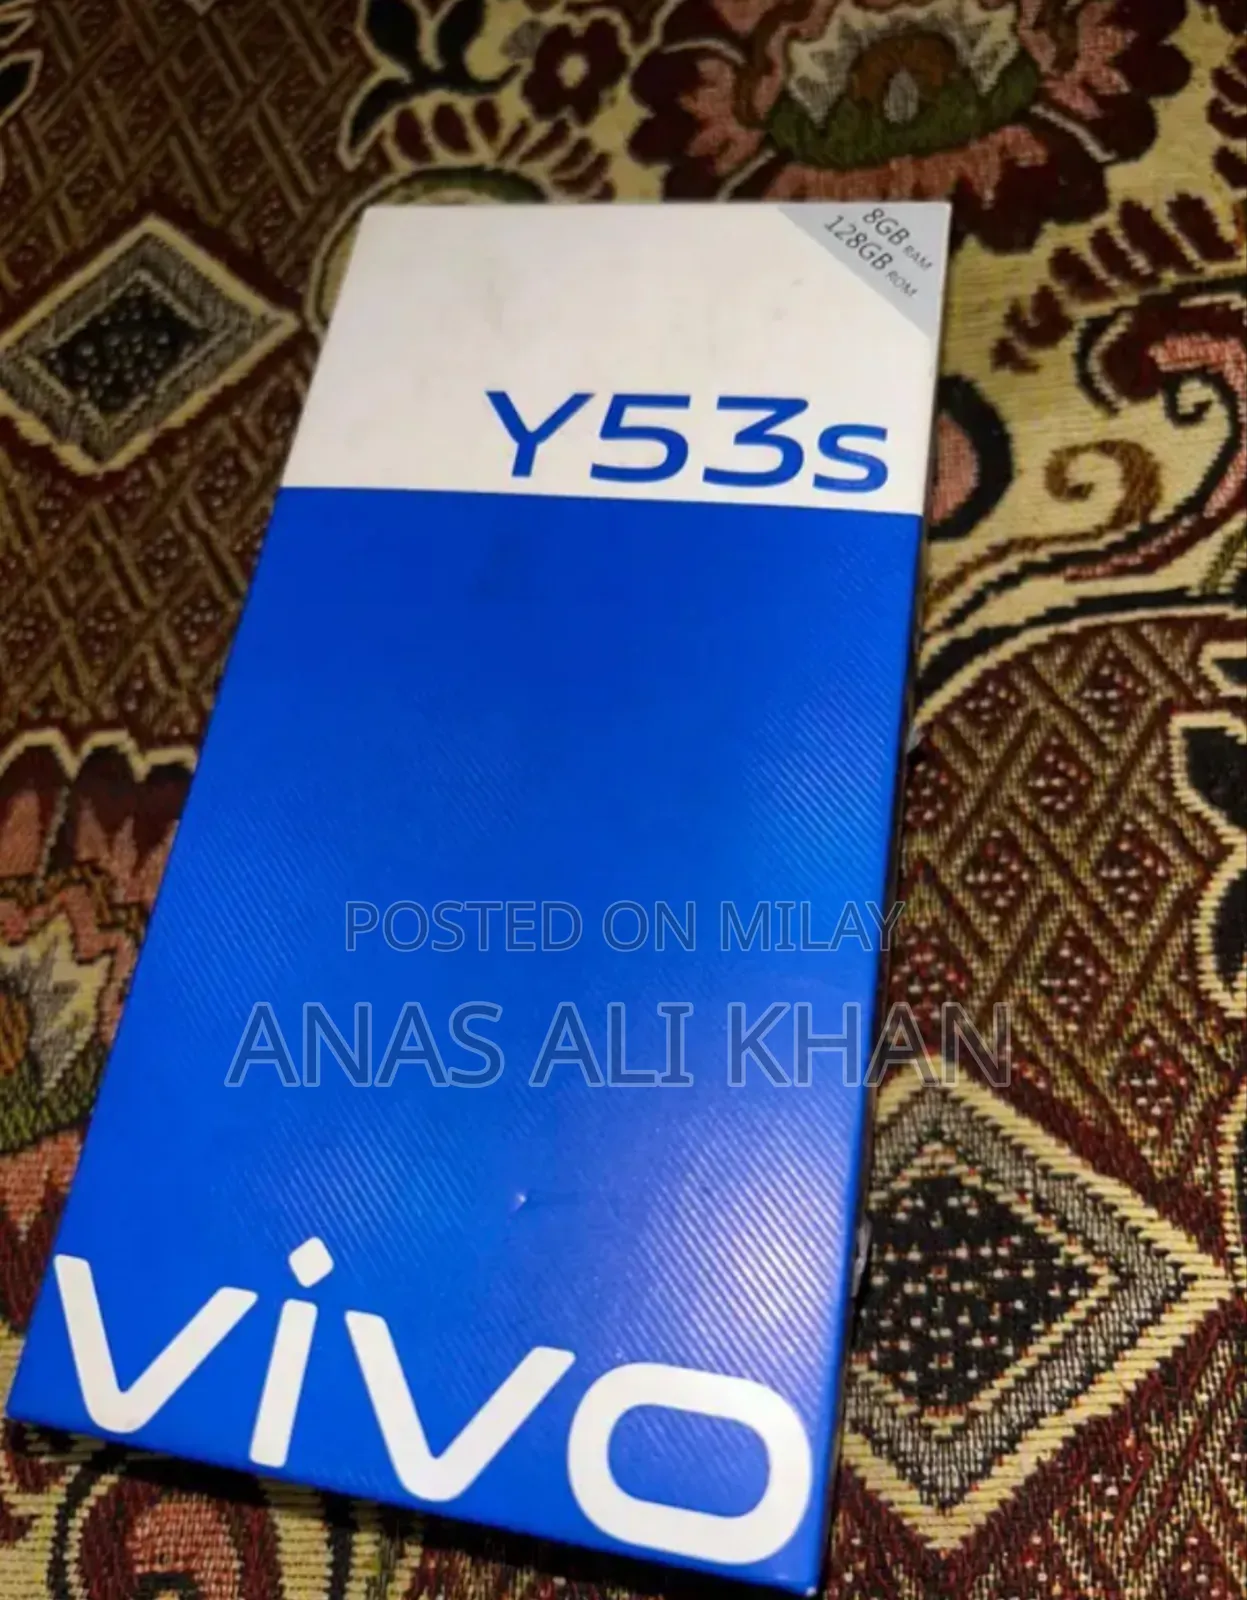 8GB RAM
128GB ROM
Y53s
POSTED ON MILAY
ANAS ALI KHAN
vivo